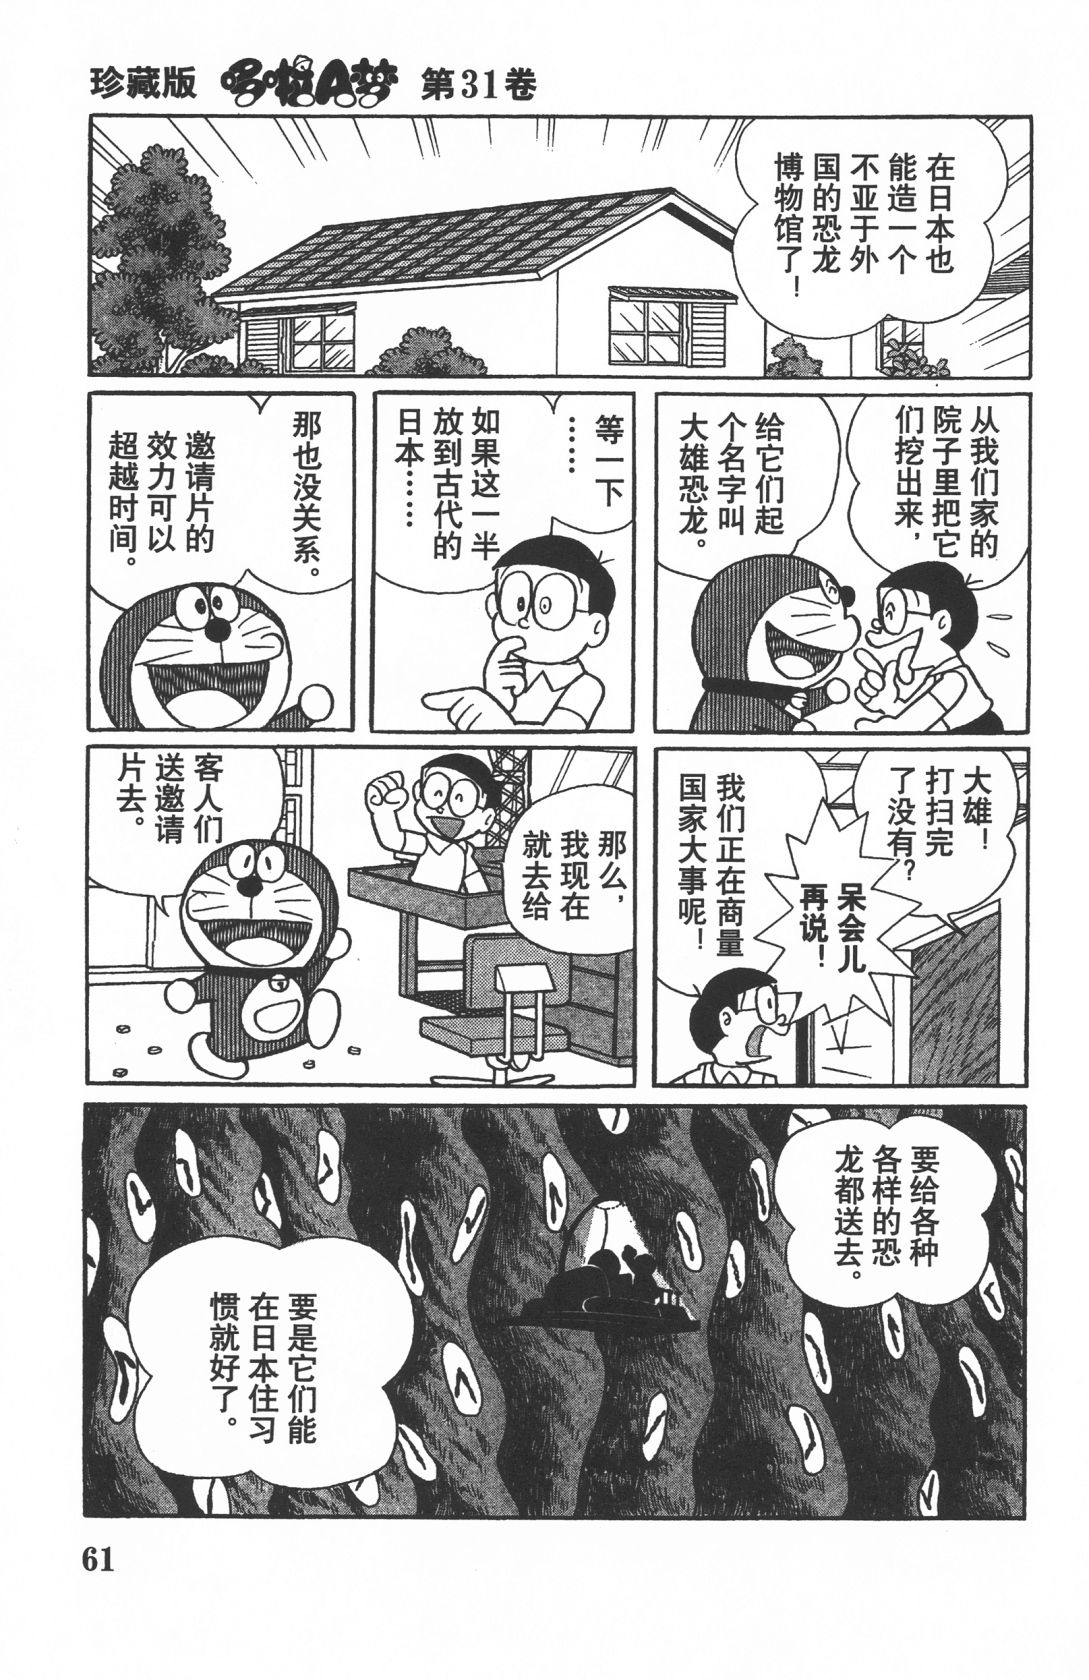 珍藏版 哆啦A梦 第31卷
在日本也
能造一个
不亚于外
国的恐龙
博物馆了！
从我们家的
院子里把它
们挖出来，
给它们起
个名字叫
大雄恐龙。
等一下
……
如果这一半
放到古代的
日本……
那也没关系。
邀请片的
效力可以
超越时间。
大雄！
打扫完
了没有？
呆会儿
再说！
我们正在商量
国家大事呢！
那么，
我现在
就去给
客人们
送邀请
片去。
要给各种
各样的恐
龙都送去。
要是它们能
在日本住习
惯就好了。
61